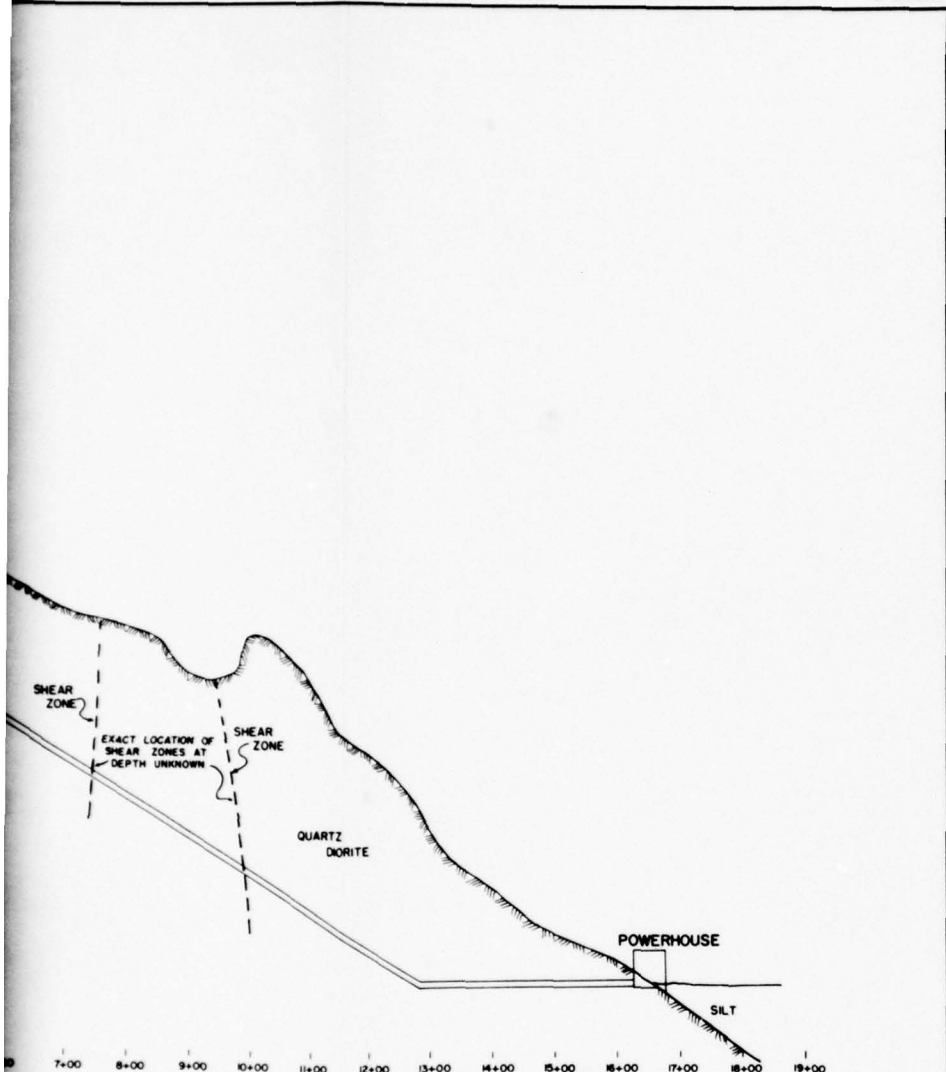 SHEAR
ZONE
EXACT LOCATION OF
SHEAR ZONES AT
DEPTH UNKNOWN
SHEAR
ZONE
QUARTZ
DIORITE
POWERHOUSE
SILT
7+00 8+00 9+00 10+00 11+00 12+00 13+00 14+00 15+00 16+00 17+00 18+00 19+00